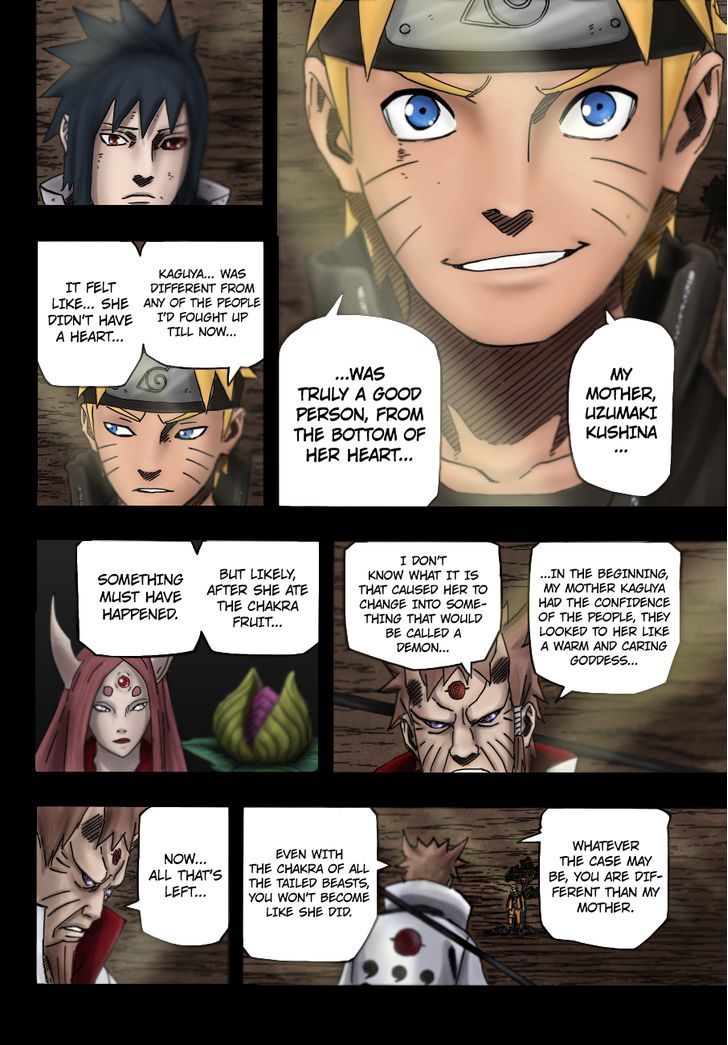 MY
MOTHER,
UZUMAKI
KUSHINA
...
...WAS
TRULY A GOOD
PERSON, FROM
THE BOTTOM OF
HER HEART...
KAGUYA... WAS
DIFFERENT FROM
ANY OF THE PEOPLE
I'D FOUGHT UP
TILL NOW...
IT FELT
LIKE... SHE
DIDN'T HAVE
A HEART...
...IN THE BEGINNING,
MY MOTHER KAGUYA
HAD THE CONFIDENCE
OF THE PEOPLE, THEY
LOOKED TO HER LIKE
A WARM AND CARING
GODDESS...
I DON'T
KNOW WHAT IT IS
THAT CAUSED HER TO
CHANGE INTO SOME-
THING THAT WOULD
BE CALLED A
DEMON...
BUT LIKELY,
AFTER SHE ATE
THE CHAKRA
FRUIT...
SOMETHING
MUST HAVE
HAPPENED.
WHATEVER
THE CASE MAY
BE, YOU ARE DIF-
FERENT THAN MY
MOTHER.
EVEN WITH
THE CHAKRA OF ALL
THE TAILED BEASTS,
YOU WON'T BECOME
LIKE SHE DID.
NOW...
ALL THAT'S
LEFT...